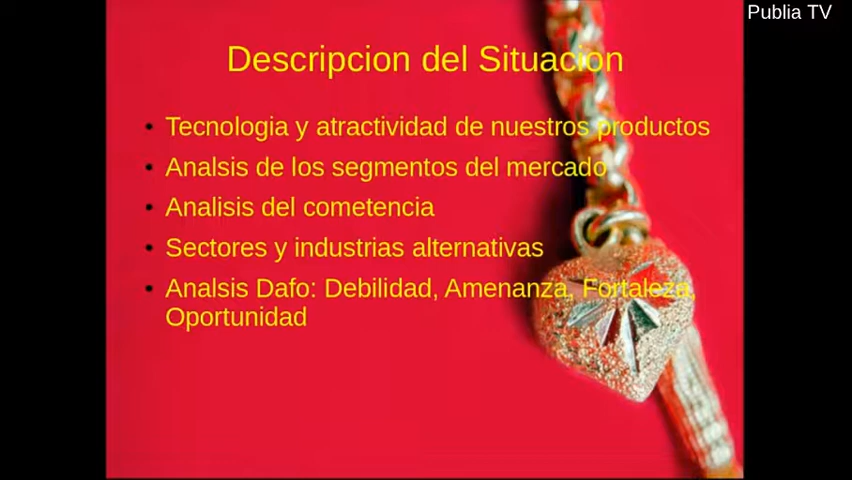 Publia TV
Descripcion del Situacion
• Tecnologia y atractividad de nuestros productos
• Analsis de los segmentos del mercado
• Analisis del cometencia
• Sectores y industrias alternativas
• Analsis Dafo: Debilidad, Amenanza, Fortaleza,
Oportunidad